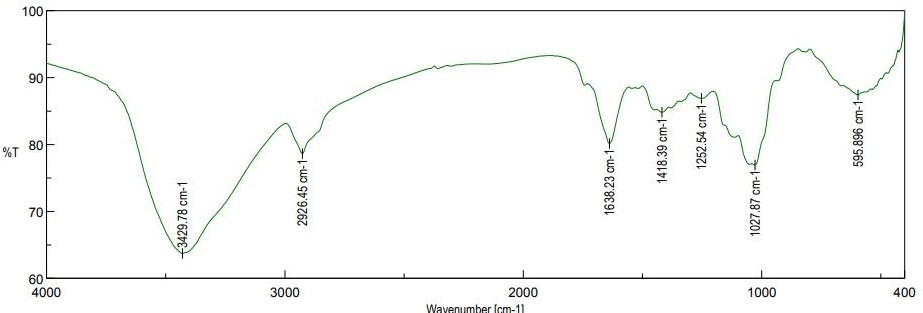 100
90
80
%T
70
60
3429.78 cm-1
2926.45 cm-1
1638.23 cm-1
1418.39 cm-1
1252.54 cm-1
1027.87 cm-1
595.896 cm-1
4000
3000
2000
1000
400
Wavenumber [cm-1]